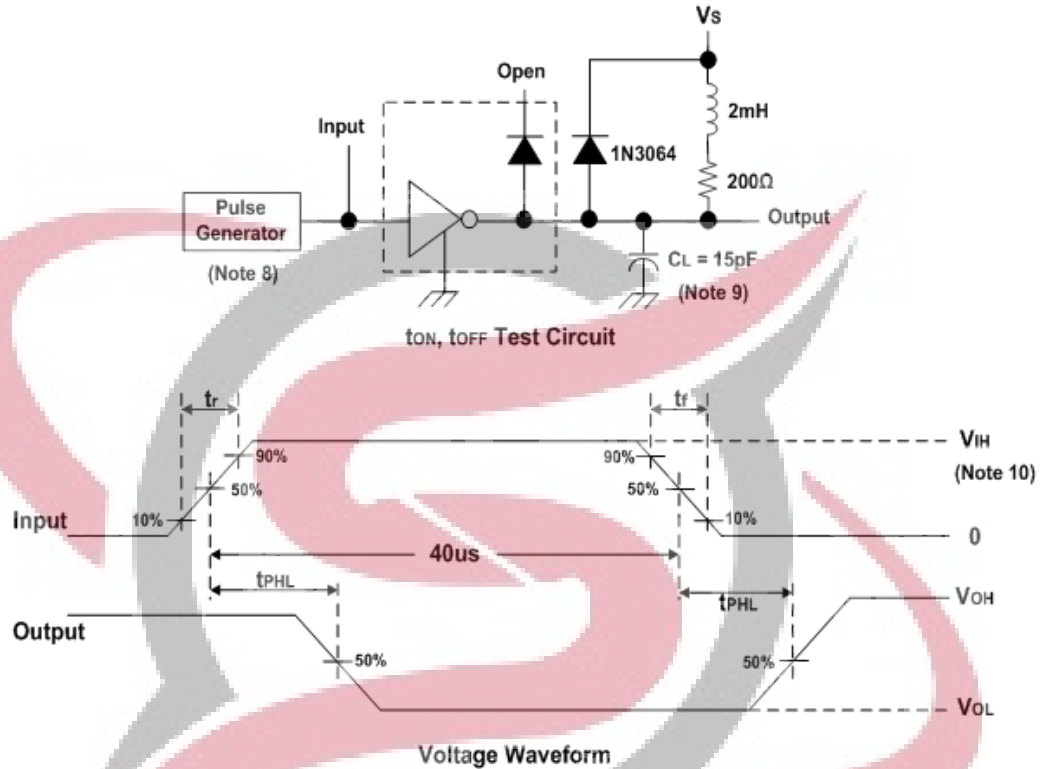 Vs
Open
2mH
Input
1N3064
200Ω
Pulse
Generator
Output
(Note 8)
CL = 15pF
(Note 9)
tON, tOFF Test Circuit
tr
tf
90%
90%
VIH
(Note 10)
50%
50%
Input
10%
10%
0
40us
tPHL
tPHL
VOH
Output
50%
50%
VOL
Voltage Waveform